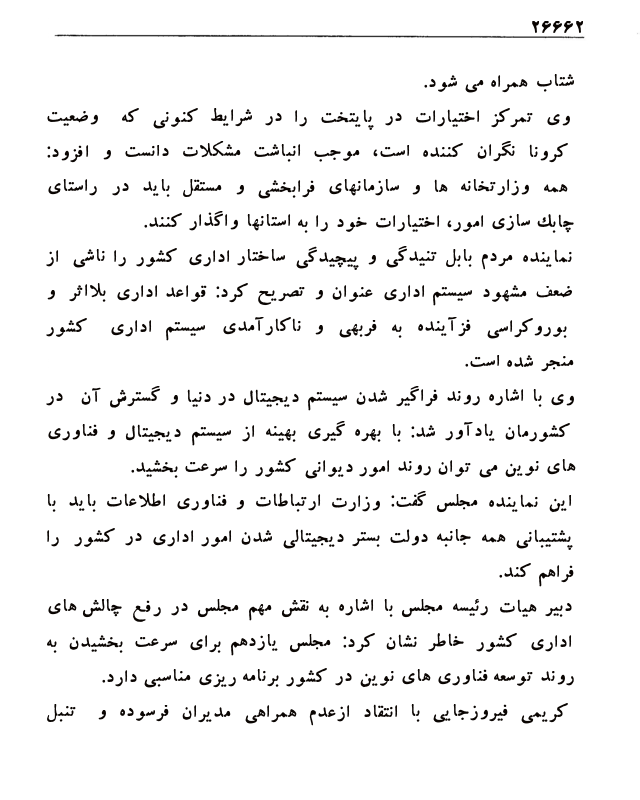 ۲۶۶۶۲
شتاب همراه می شود.
وی تمرکز اختیارات در پایتخت را در شرایط کنونی که وضعیت
کرونا نگران کننده است، موجب انباشت مشکلات دانست و افزود:
همه وزارتخانه ها و سازمانهای فرابخشی و مستقل باید در راستای
چابك سازی امور، اختیارات خود را به استانها واگذار کنند.
نماینده مردم بابل تنیدگی و پیچیدگی ساختار اداری کشور را ناشی از
ضعف مشهود سیستم اداری عنوان و تصریح کرد: قواعد اداری بلااثر و
بوروکراسی فزآینده به فربهی و ناکارآمدی سیستم اداری کشور
منجر شده است.
وی با اشاره روند فراگیر شدن سیستم دیجیتال در دنیا و گسترش آن در
کشورمان یادآور شد: با بهره گیری بهینه از سیستم دیجیتال و فناوری
های نوین می توان روند امور دیوانی کشور را سرعت بخشید.
این نماینده مجلس گفت: وزارت ارتباطات و فناوری اطلاعات باید با
پشتیبانی همه جانبه دولت بستر دیجیتالی شدن امور اداری در کشور را
فراهم کند.
دبیر هیات رئیسه مجلس با اشاره به نقش مهم مجلس در رفع چالش های
اداری کشور خاطر نشان کرد: مجلس یازدهم برای سرعت بخشیدن به
روند توسعه فناوری های نوین در کشور برنامه ریزی مناسبی دارد.
کریمی فیروزجایی با انتقاد ازعدم همراهی مدیران فرسوده و تنبل